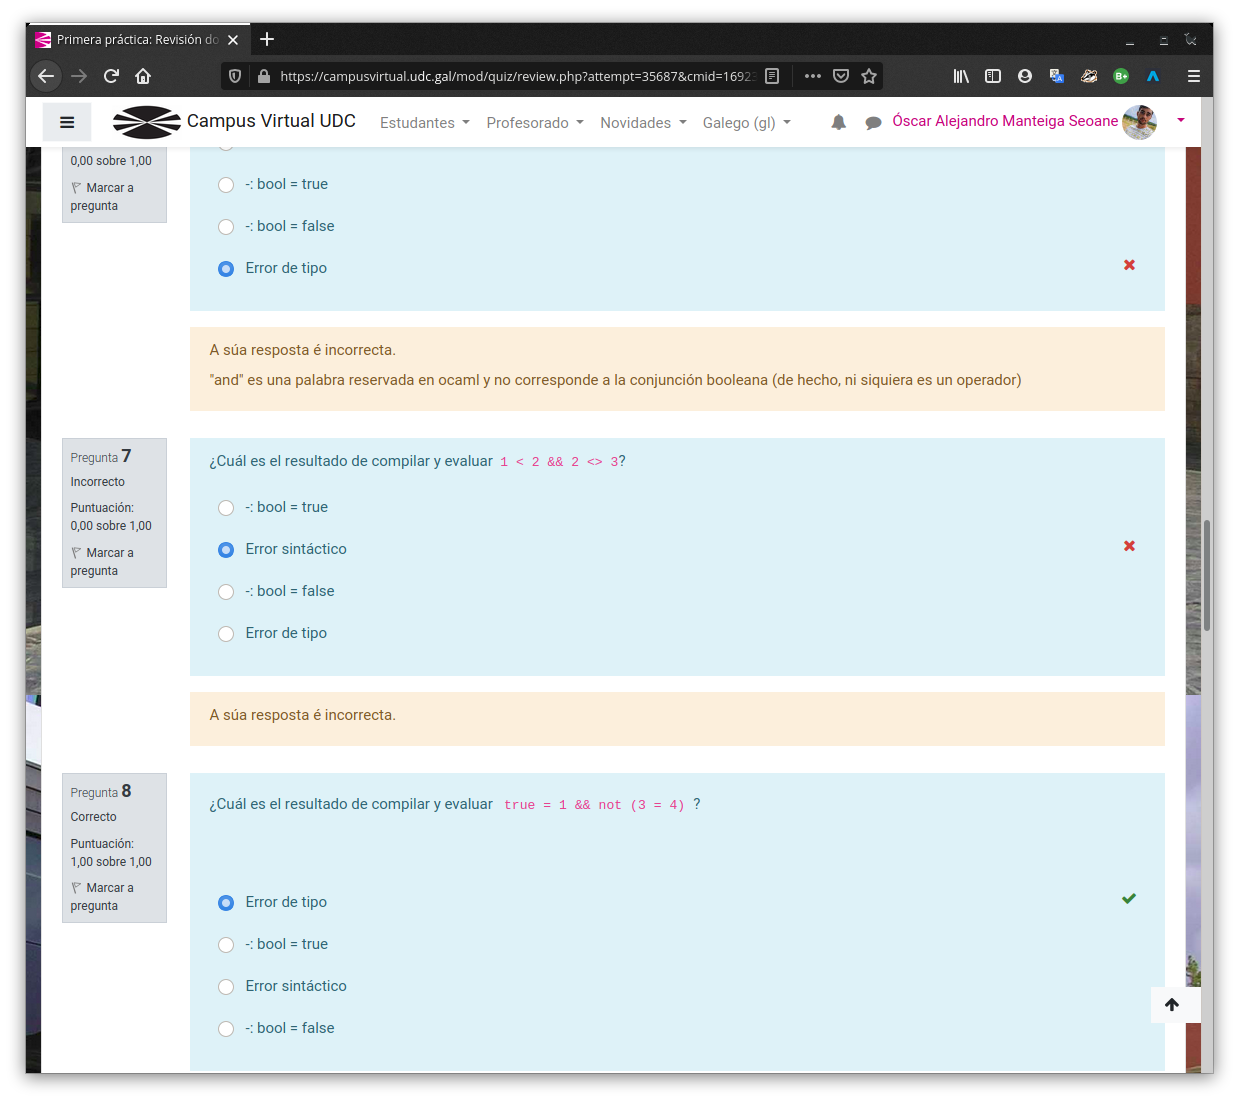 Primera práctica: Revisión do
https://campusvirtual.udc.gal/mod/quiz/review.php?attempt=35687&cmid=16923
Campus Virtual UDC
Estudantes
Profesorado
Novidades
Galego (gl)
Óscar Alejandro Manteiga Seoane
0,00 sobre 1,00
Marcar a
pregunta
-: bool = true
-: bool = false
Error de tipo
A súa resposta é incorrecta.
"and" es una palabra reservada en ocaml y no corresponde a la conjunción booleana (de hecho, ni siquiera es un operador)
Pregunta 7
Incorrecto
Puntuación:
0,00 sobre 1,00
Marcar a
pregunta
¿Cuál es el resultado de compilar y evaluar 1 < 2 && 2 <> 3?
-: bool = true
Error sintáctico
-: bool = false
Error de tipo
A súa resposta é incorrecta.
Pregunta 8
Correcto
Puntuación:
1,00 sobre 1,00
Marcar a
pregunta
¿Cuál es el resultado de compilar y evaluar true = 1 && not (3 = 4) ?
Error de tipo
-: bool = true
Error sintáctico
-: bool = false